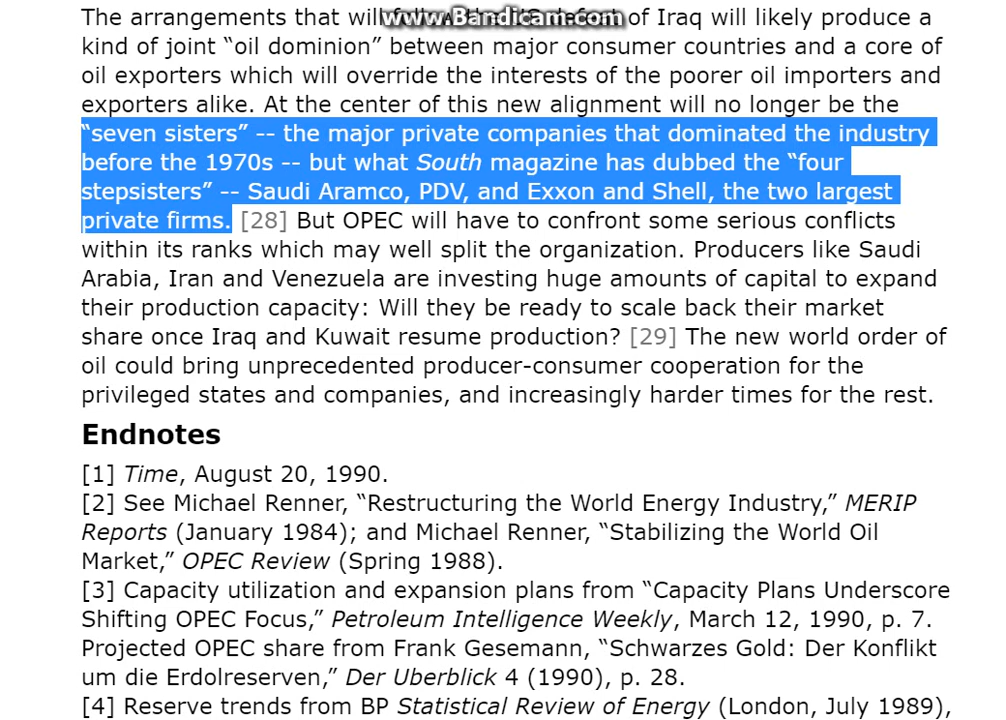 The arrangements that will of Iraq will likely produce a
www.Bandicam.com
kind of joint “oil dominion” between major consumer countries and a core of
oil exporters which will override the interests of the poorer oil importers and
exporters alike. At the center of this new alignment will no longer be the
“seven sisters” -- the major private companies that dominated the industry
before the 1970s -- but what South magazine has dubbed the “four
stepsisters” -- Saudi Aramco, PDV, and Exxon and Shell, the two largest
private firms. [28] But OPEC will have to confront some serious conflicts
within its ranks which may well split the organization. Producers like Saudi
Arabia, Iran and Venezuela are investing huge amounts of capital to expand
their production capacity: Will they be ready to scale back their market
share once Iraq and Kuwait resume production? [29] The new world order of
oil could bring unprecedented producer-consumer cooperation for the
privileged states and companies, and increasingly harder times for the rest.
Endnotes
[1] Time, August 20, 1990.
[2] See Michael Renner, “Restructuring the World Energy Industry,” MERIP
Reports (January 1984); and Michael Renner, “Stabilizing the World Oil
Market,” OPEC Review (Spring 1988).
[3] Capacity utilization and expansion plans from “Capacity Plans Underscore
Shifting OPEC Focus,” Petroleum Intelligence Weekly, March 12, 1990, p. 7.
Projected OPEC share from Frank Gesemann, “Schwarzes Gold: Der Konflikt
um die Erdolreserven,” Der Uberblick 4 (1990), p. 28.
[4] Reserve trends from BP Statistical Review of Energy (London, July 1989),